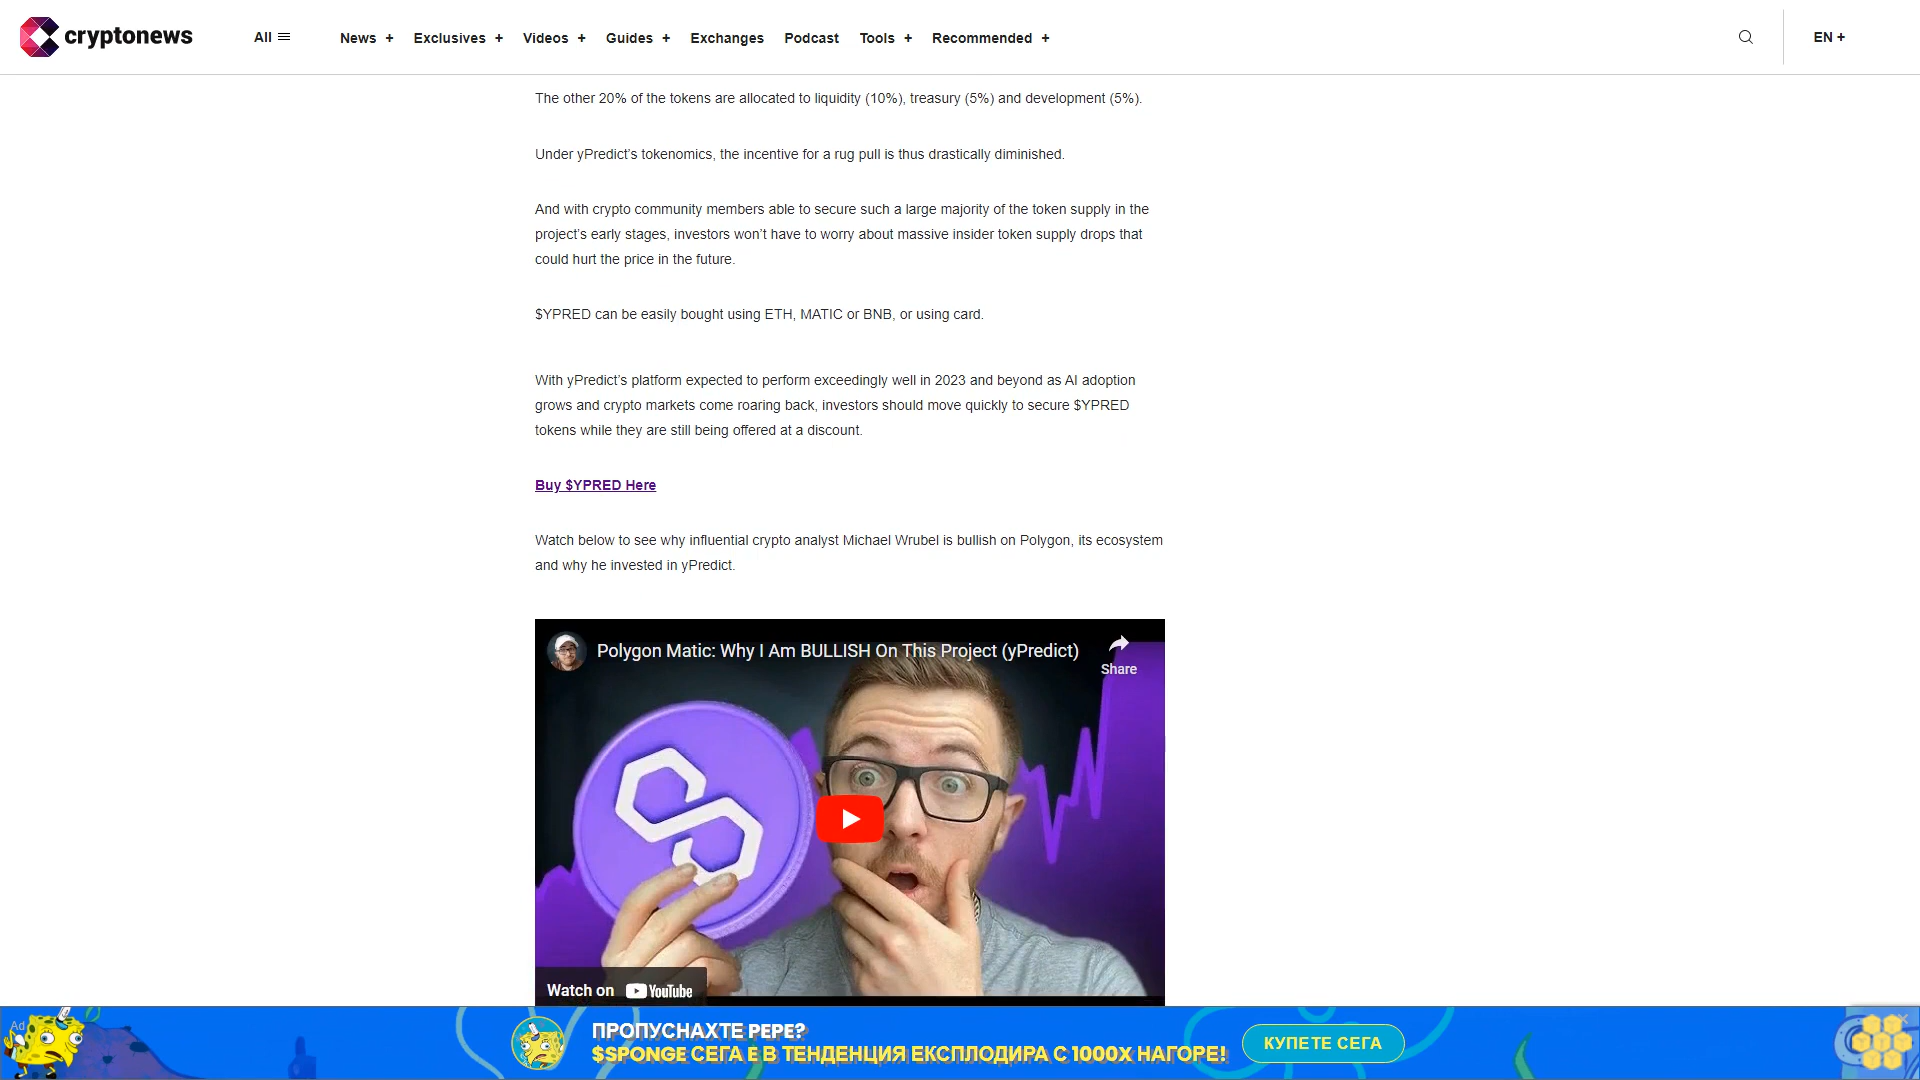 cryptonews
All
News +
Exclusives +
Videos +
Guides +
Exchanges
Podcast
Tools +
Recommended +
EN +
The other 20% of the tokens are allocated to liquidity (10%), treasury (5%) and development (5%).
Under yPredict’s tokenomics, the incentive for a rug pull is thus drastically diminished.
And with crypto community members able to secure such a large majority of the token supply in the
project’s early stages, investors won’t have to worry about massive insider token supply drops that
could hurt the price in the future.
$YPRED can be easily bought using ETH, MATIC or BNB, or using card.
With yPredict’s platform expected to perform exceedingly well in 2023 and beyond as AI adoption
grows and crypto markets come roaring back, investors should move quickly to secure $YPRED
tokens while they are still being offered at a discount.
Buy $YPRED Here
Watch below to see why influential crypto analyst Michael Wrubel is bullish on Polygon, its ecosystem
and why he invested in yPredict.
Polygon Matic: Why I Am BULLISH On This Project (yPredict)
Share
Watch on YouTube
Ad
ПРОПУСНАХТЕ PEPE?
$SPONGE СЕГА Е В ТЕНДЕНЦИЯ ЕКСПЛОДИРА С 1000X НАГОРЕ!
КУПЕТЕ СЕГА